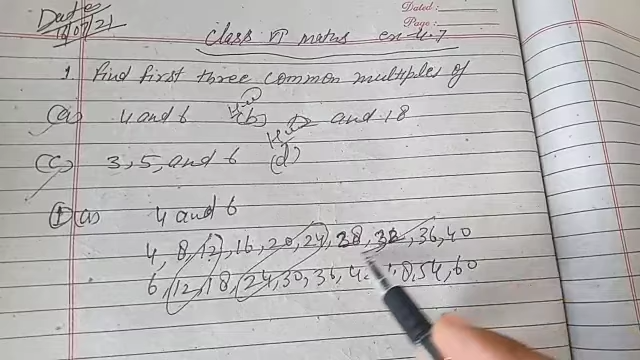 Date
16/07/21
Dated:
Page:
class VI maths ex-4.7
1. Find first three common multiples of
(a) 4 and 6 H.W (b) and 18
(c) 3, 5, and 6 H.W (d)
1 (a) 4 and 6
4, 8, 12, 16, 20, 24, 28, 32, 36, 40
6, 12, 18, 24, 30, 36, 8, 54, 60